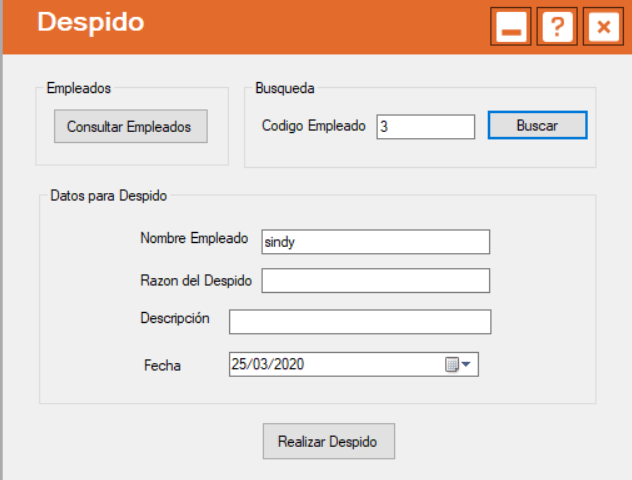 Despido
?
Empleados
Consultar Empleados
Busqueda
Codigo Empleado 3 Buscar
Datos para Despido
Nombre Empleado sindy
Razon del Despido
Descripción
Fecha 25/03/2020
Realizar Despido